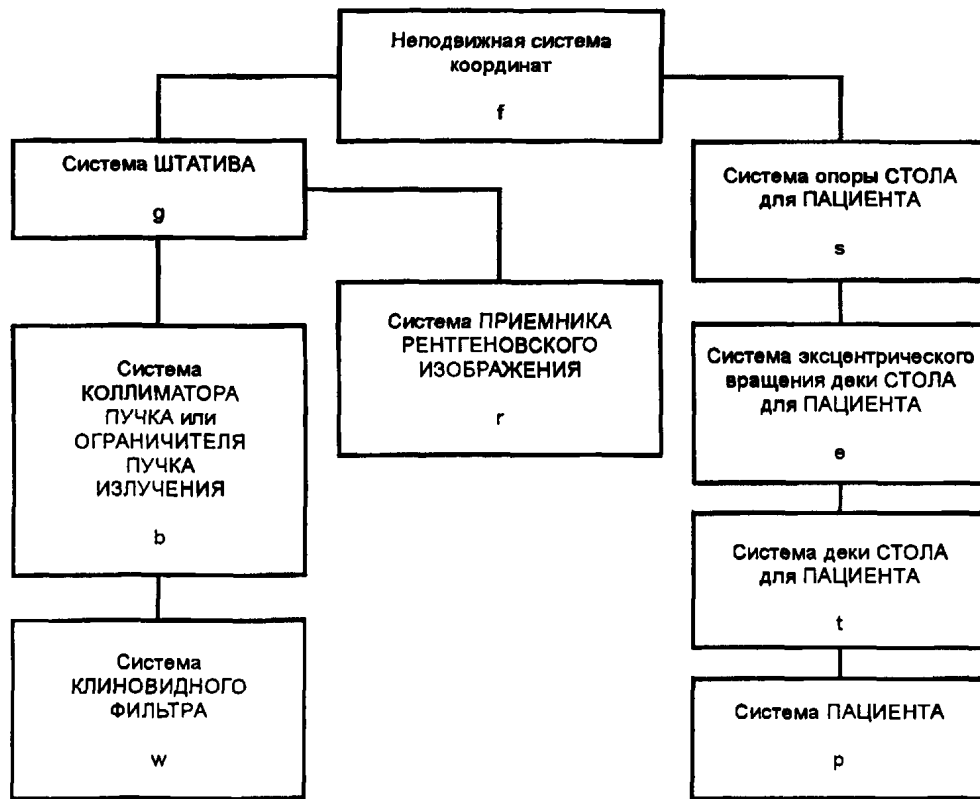 Неподвижная система
координат
f
Система ШТАТИВА
g
Система опоры СТОЛА
для ПАЦИЕНТА
s
Система ПРИЕМНИКА
РЕНТГЕНОВСКОГО
ИЗОБРАЖЕНИЯ
r
Система
КОЛЛИМАТОРА
ПУЧКА или
ОГРАНИЧИТЕЛЯ
ПУЧКА
ИЗЛУЧЕНИЯ
b
Система эксцентрического
вращения деки СТОЛА
для ПАЦИЕНТА
e
Система деки СТОЛА
для ПАЦИЕНТА
t
Система
КЛИНОВИДНОГО
ФИЛЬТРА
w
Система ПАЦИЕНТА
p